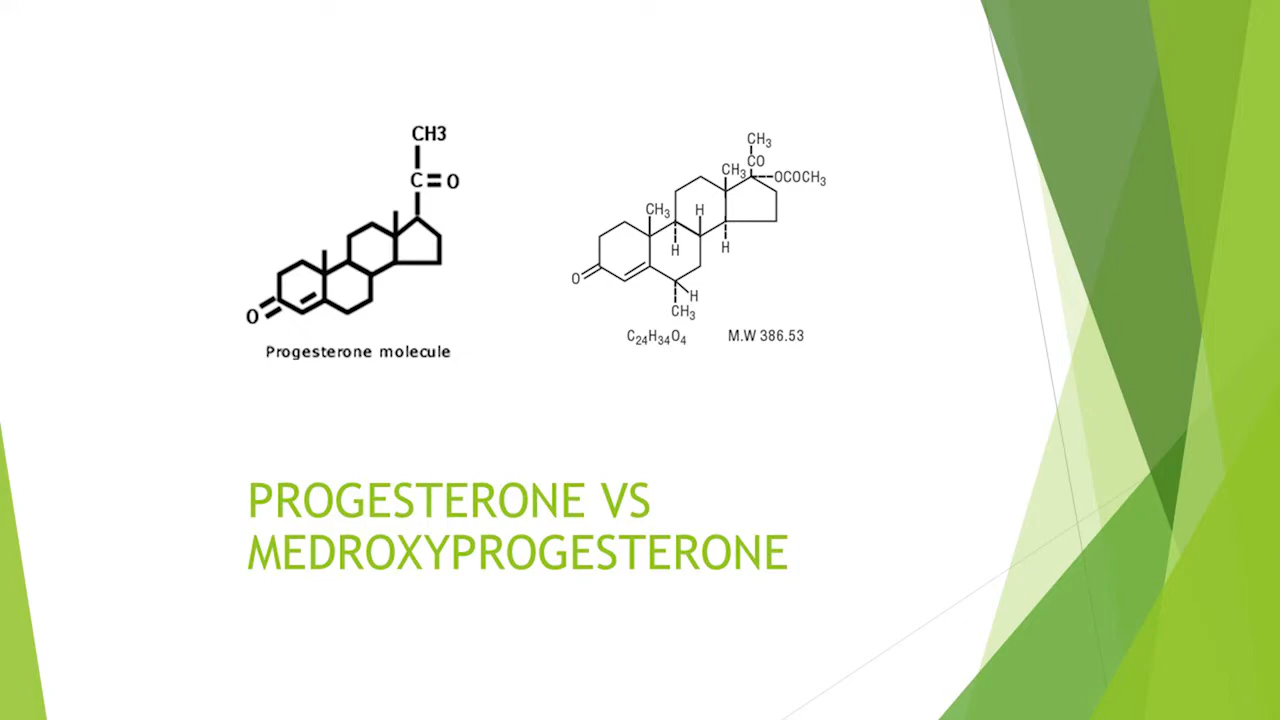 CH3
C=O
O
Progesterone molecule
CH₃
CO
CH₃
OCOCH₃
CH₃
H
H
H
O
H
CH₃
C₂₄H₃₄O₄ M.W 386.53
PROGESTERONE VS
MEDROXYPROGESTERONE